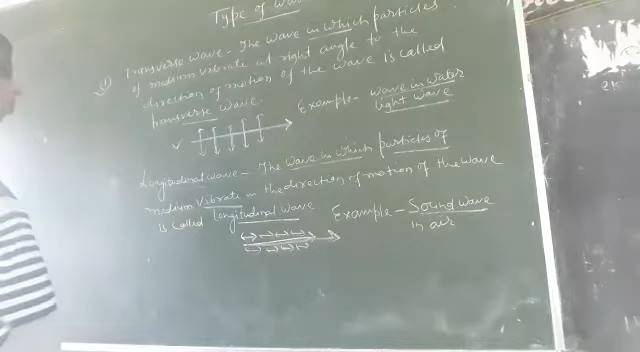 Type of wave
(1) Transverse wave - The wave in which particles
of medium vibrate at right angle to the
direction of motion of the wave is called
transverse wave.
Example - wave in water
light wave
Longitudinal wave - The wave in which particles of
medium vibrate in the direction of motion of the wave
is called longitudinal wave
Example - Sound wave
in air